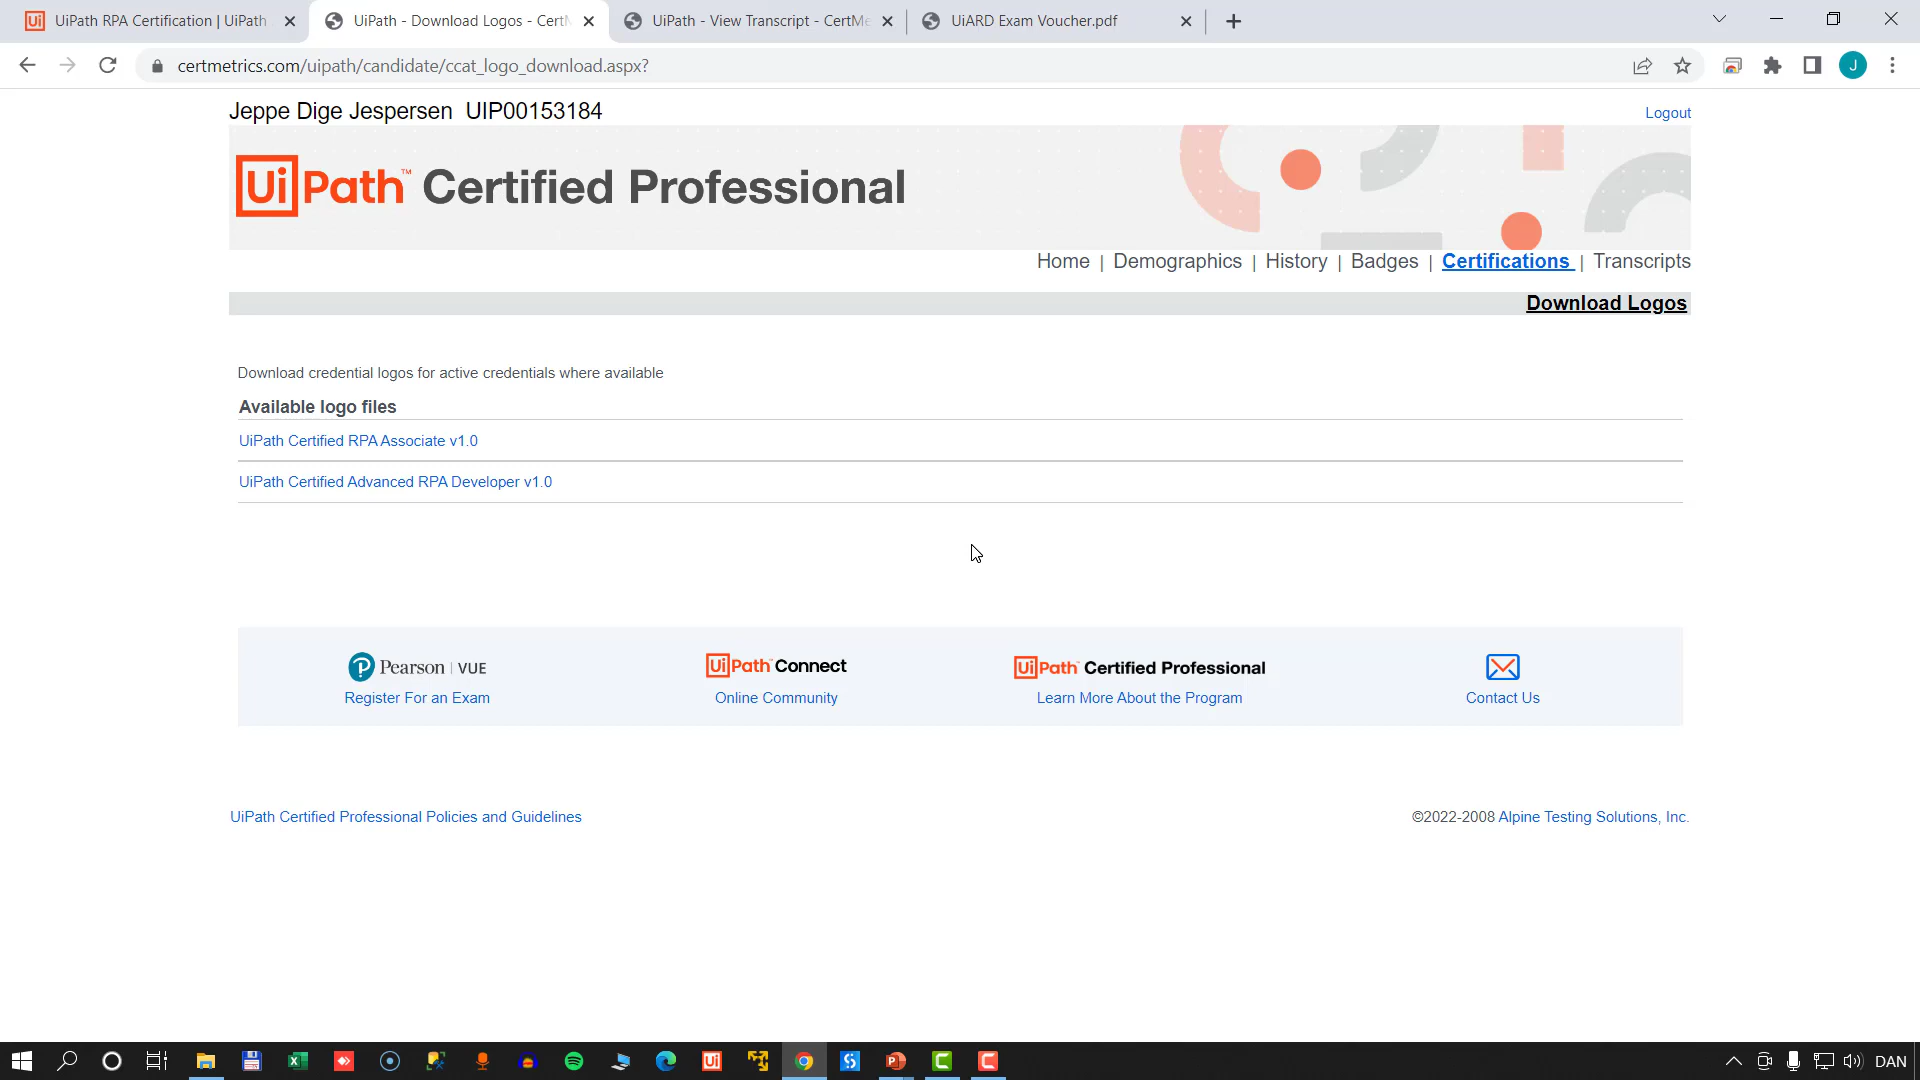 UiPath RPA Certification | UiPath
UiPath - Download Logos - CertM
UiPath - View Transcript - CertMe
UiARD Exam Voucher.pdf
certmetrics.com/uipath/candidate/ccat_logo_download.aspx?
J
Jeppe Dige Jespersen UIP00153184
Logout
UiPath™ Certified Professional
Home | Demographics | History | Badges | Certifications | Transcripts
Download Logos
Download credential logos for active credentials where available
Available logo files
UiPath Certified RPA Associate v1.0
UiPath Certified Advanced RPA Developer v1.0
Pearson | VUE
Register For an Exam
UiPath Connect
Online Community
UiPath Certified Professional
Learn More About the Program
Contact Us
UiPath Certified Professional Policies and Guidelines
©2022-2008 Alpine Testing Solutions, Inc.
DAN